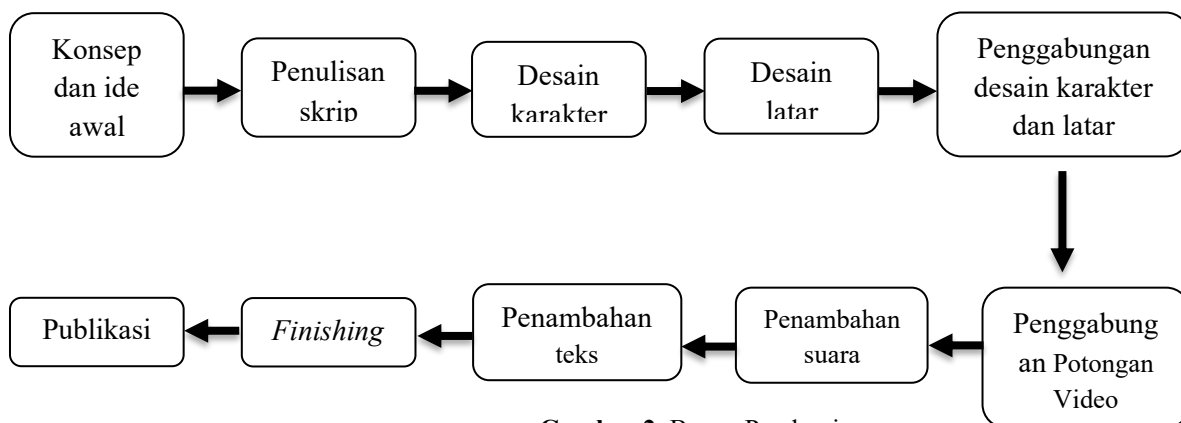 Konsep
dan ide
awal
Penulisan
skrip
Desain
karakter
Desain
latar
Penggabungan
desain karakter
dan latar
Penggabung
an Potongan
Video
Penambahan
suara
Penambahan
teks
Finishing
Publikasi